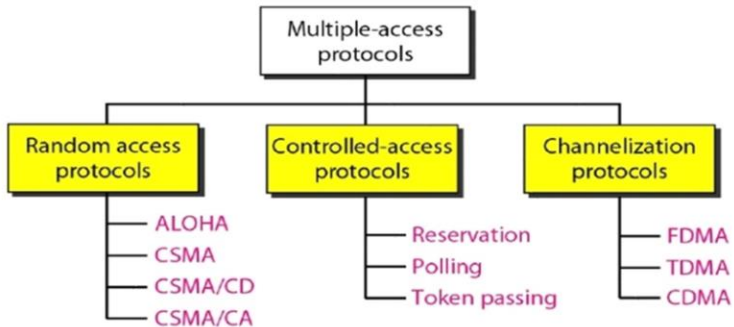 Multiple-access
protocols
Random access
protocols
Controlled-access
protocols
Channelization
protocols
ALOHA
CSMA
CSMA/CD
CSMA/CA
Reservation
Polling
Token passing
FDMA
TDMA
CDMA